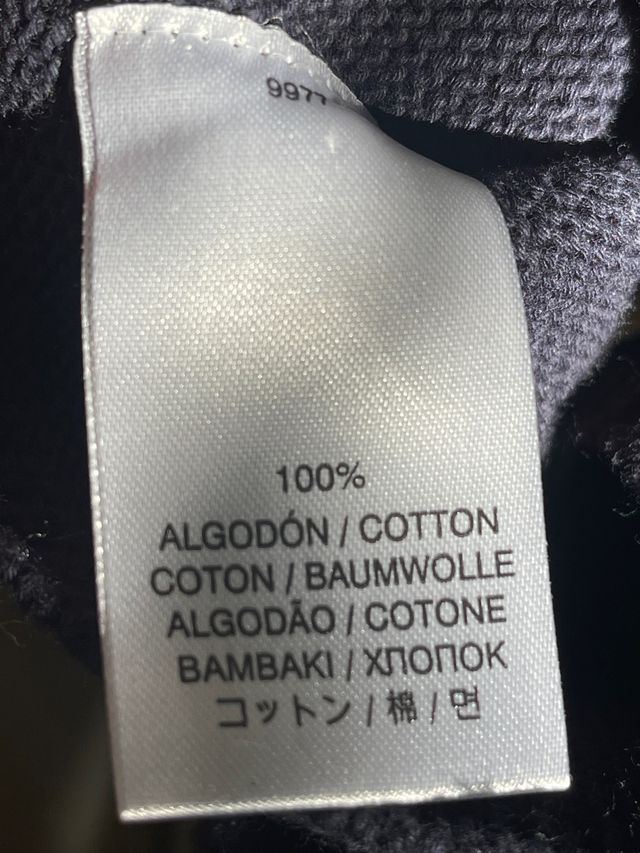 9977
100%
ALGODÓN / COTTON
COTON / BAUMWOLLE
ALGODÃO / COTONE
BAMBAKI / ХЛОПОК
コットン / 棉 / 면